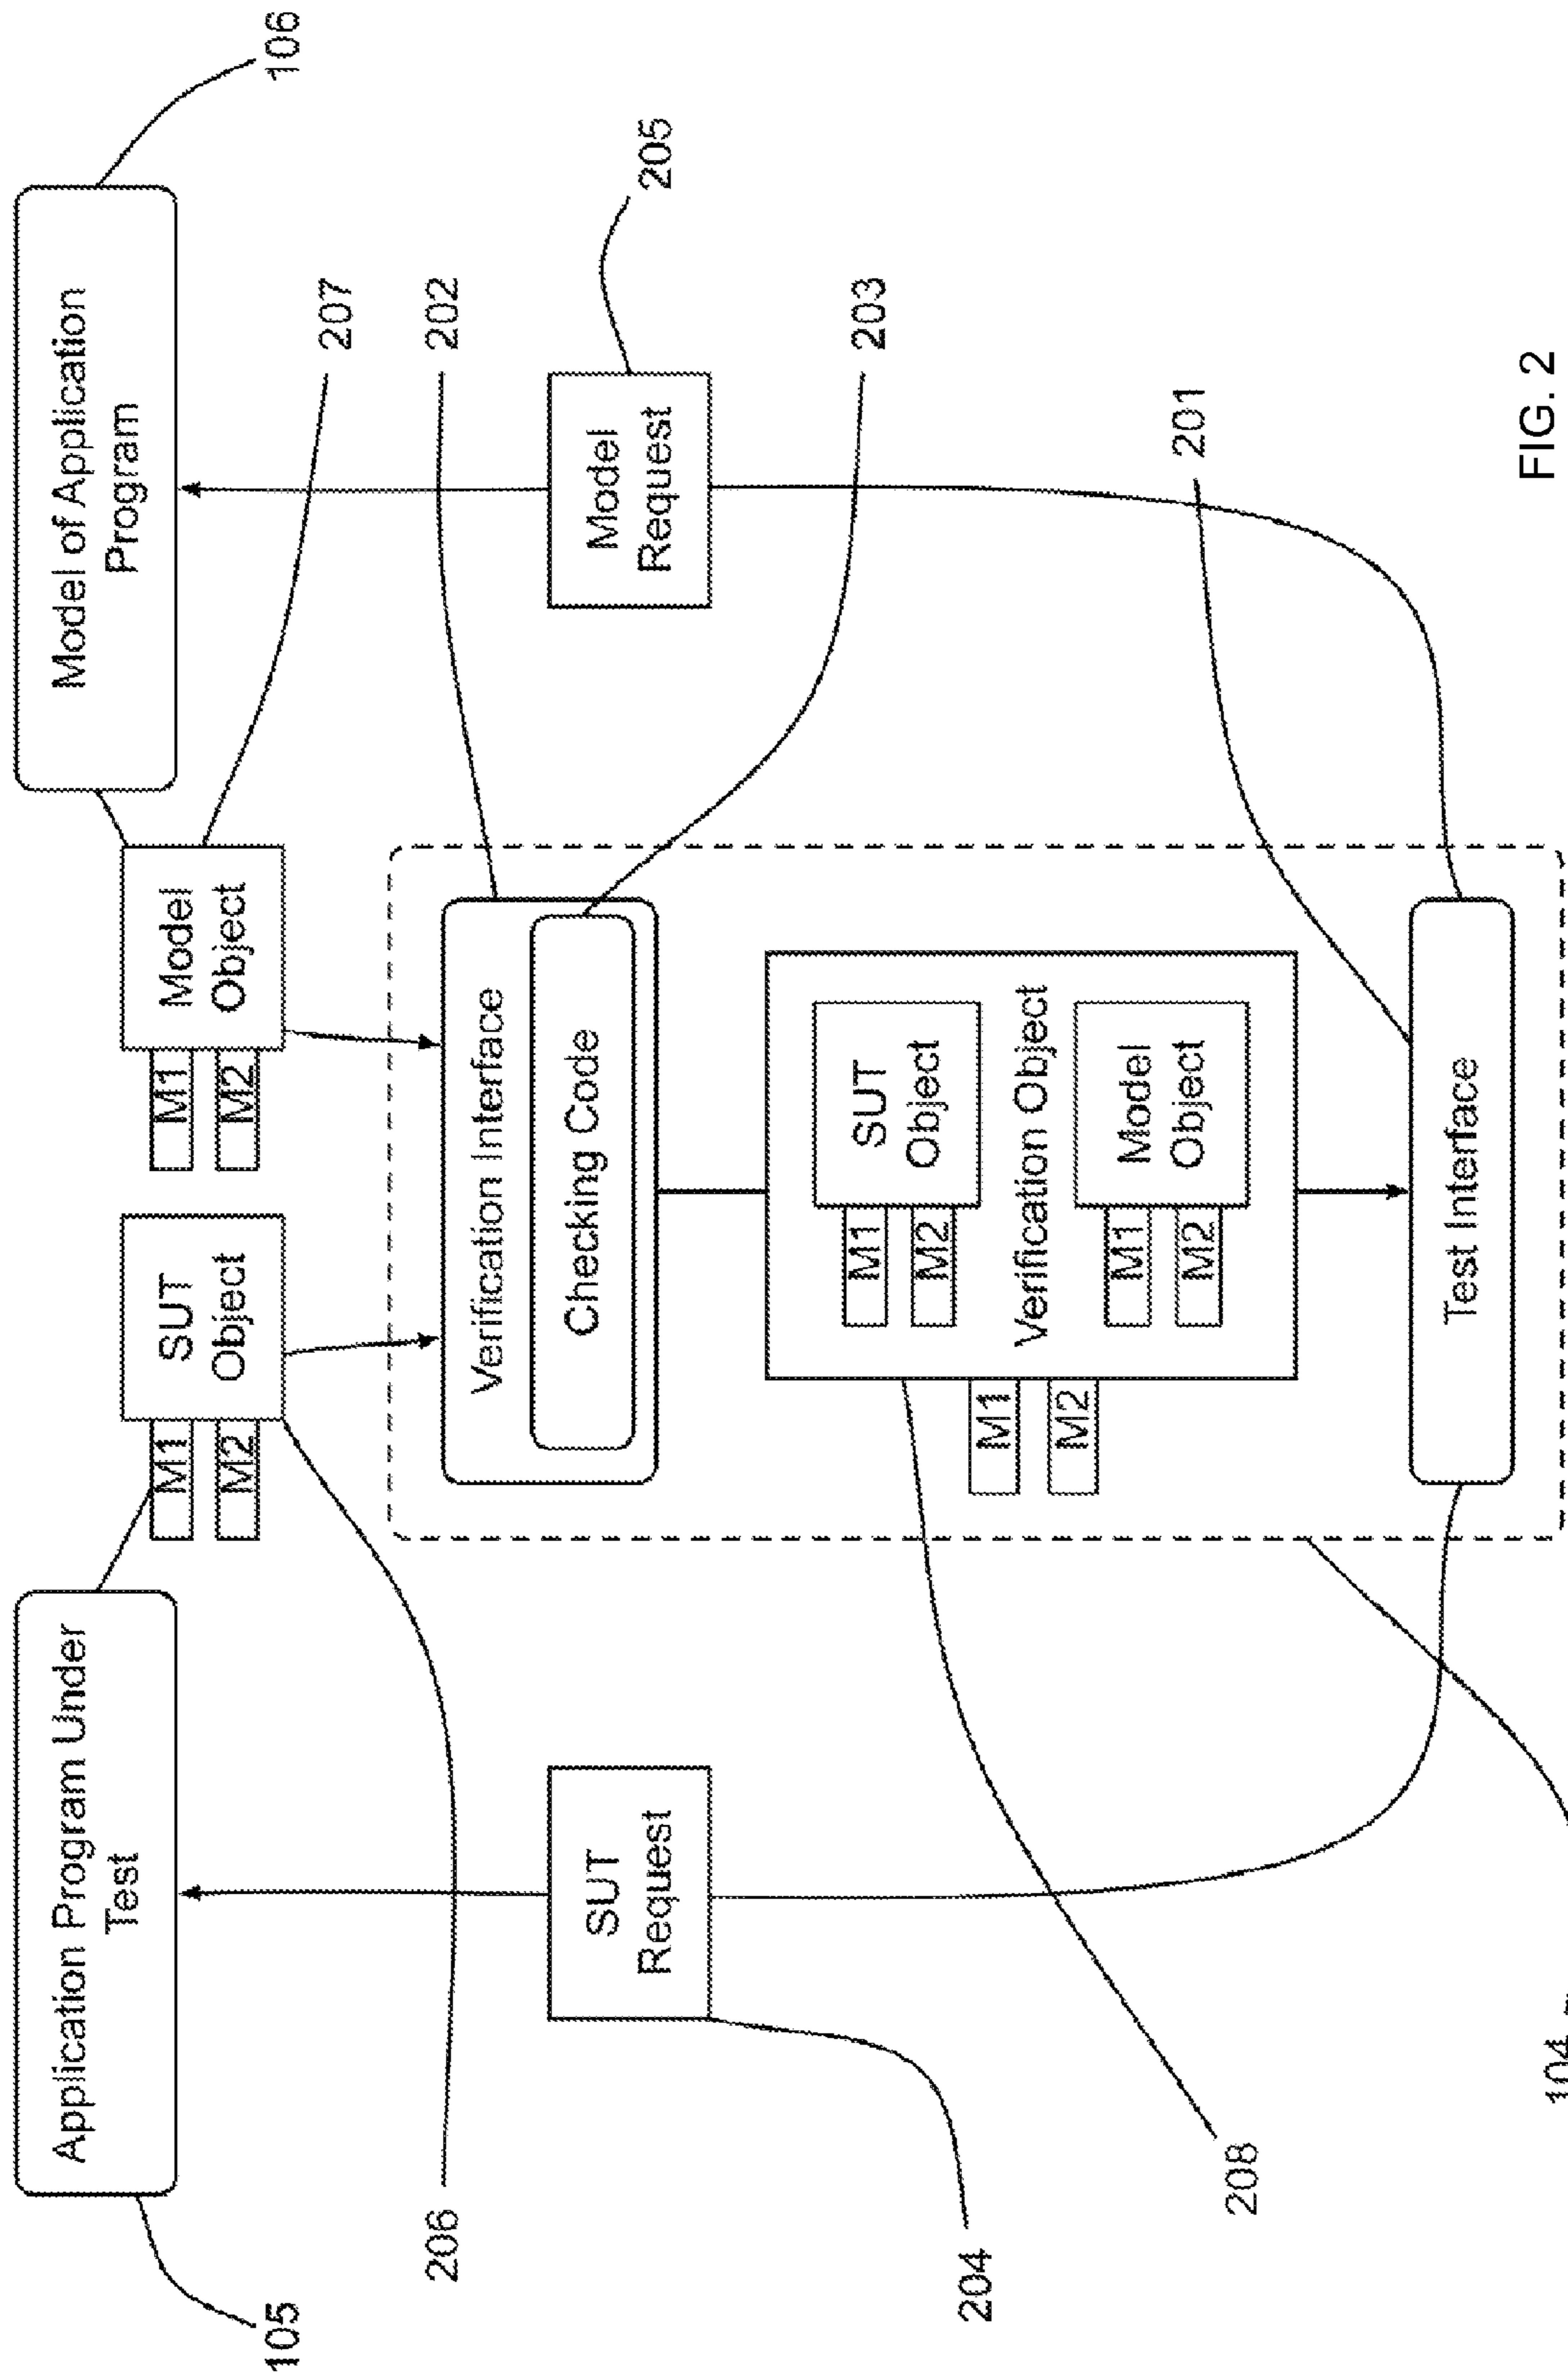 Application Program Under
Test
Model of Application
Program
105
106
M1
M2
SUT
Object
M1
M2
Model
Object
206
207
202
Verification Interface
Checking Code
203
SUT
Request
204
Model
Request
205
M1
M2
SUT
Object
M1
M2
Verification Object
M1
M2
Model
Object
208
201
Test Interface
104
FIG. 2